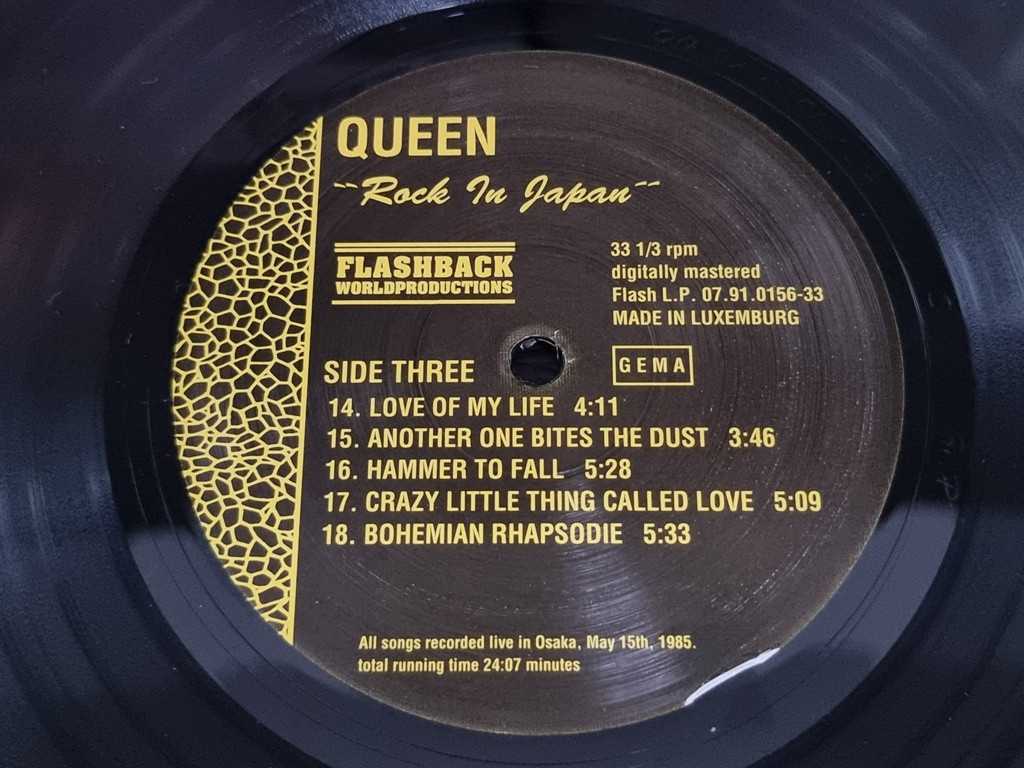 QUEEN
"Rock In Japan"
FLASHBACK
WORLDPRODUCTIONS
33 1/3 rpm
digitally mastered
Flash L.P. 07.91.0156-33
MADE IN LUXEMBURG
GEMA
SIDE THREE
14. LOVE OF MY LIFE 4:11
15. ANOTHER ONE BITES THE DUST 3:46
16. HAMMER TO FALL 5:28
17. CRAZY LITTLE THING CALLED LOVE 5:09
18. BOHEMIAN RHAPSODIE 5:33
All songs recorded live in Osaka, May 15th, 1985.
total running time 24:07 minutes